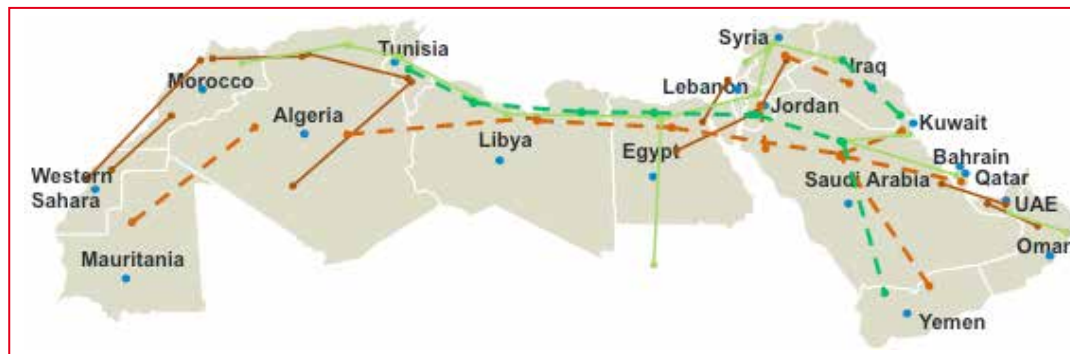 Morocco
Algeria
Tunisia
Libya
Egypt
Western
Sahara
Mauritania
Syria
Lebanon
Iraq
Jordan
Kuwait
Bahrain
Qatar
Saudi Arabia
UAE
Oman
Yemen